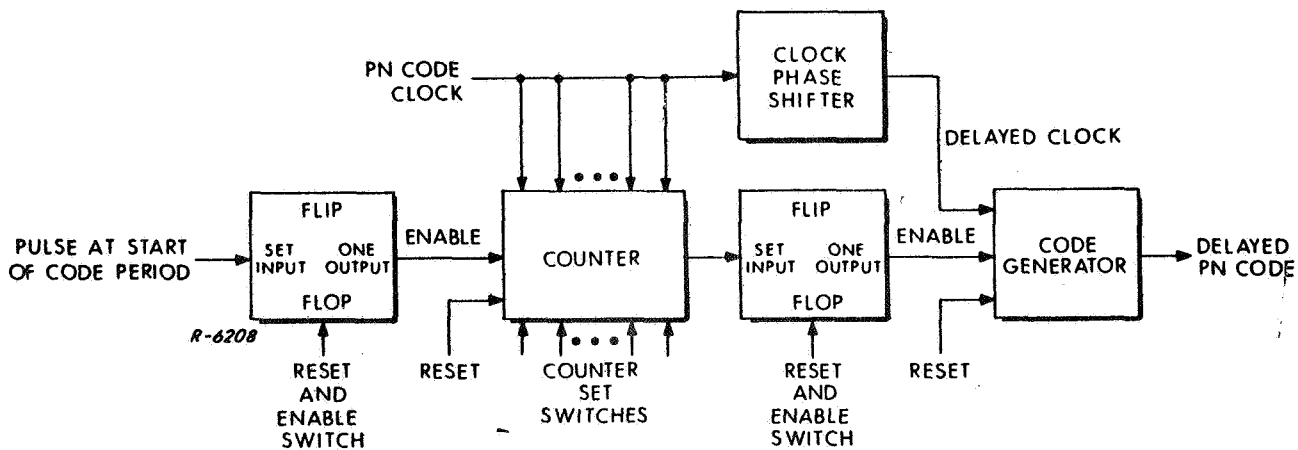 PN CODE
CLOCK
CLOCK
PHASE
SHIFTER
DELAYED CLOCK
PULSE AT START
OF CODE PERIOD
FLIP
SET
INPUT
ONE
OUTPUT
FLOP
R-6208
RESET
AND
ENABLE
SWITCH
ENABLE
RESET
COUNTER
COUNTER
SET
SWITCHES
FLIP
SET
INPUT
ONE
OUTPUT
FLOP
RESET
AND
ENABLE
SWITCH
ENABLE
RESET
CODE
GENERATOR
DELAYED
PN CODE